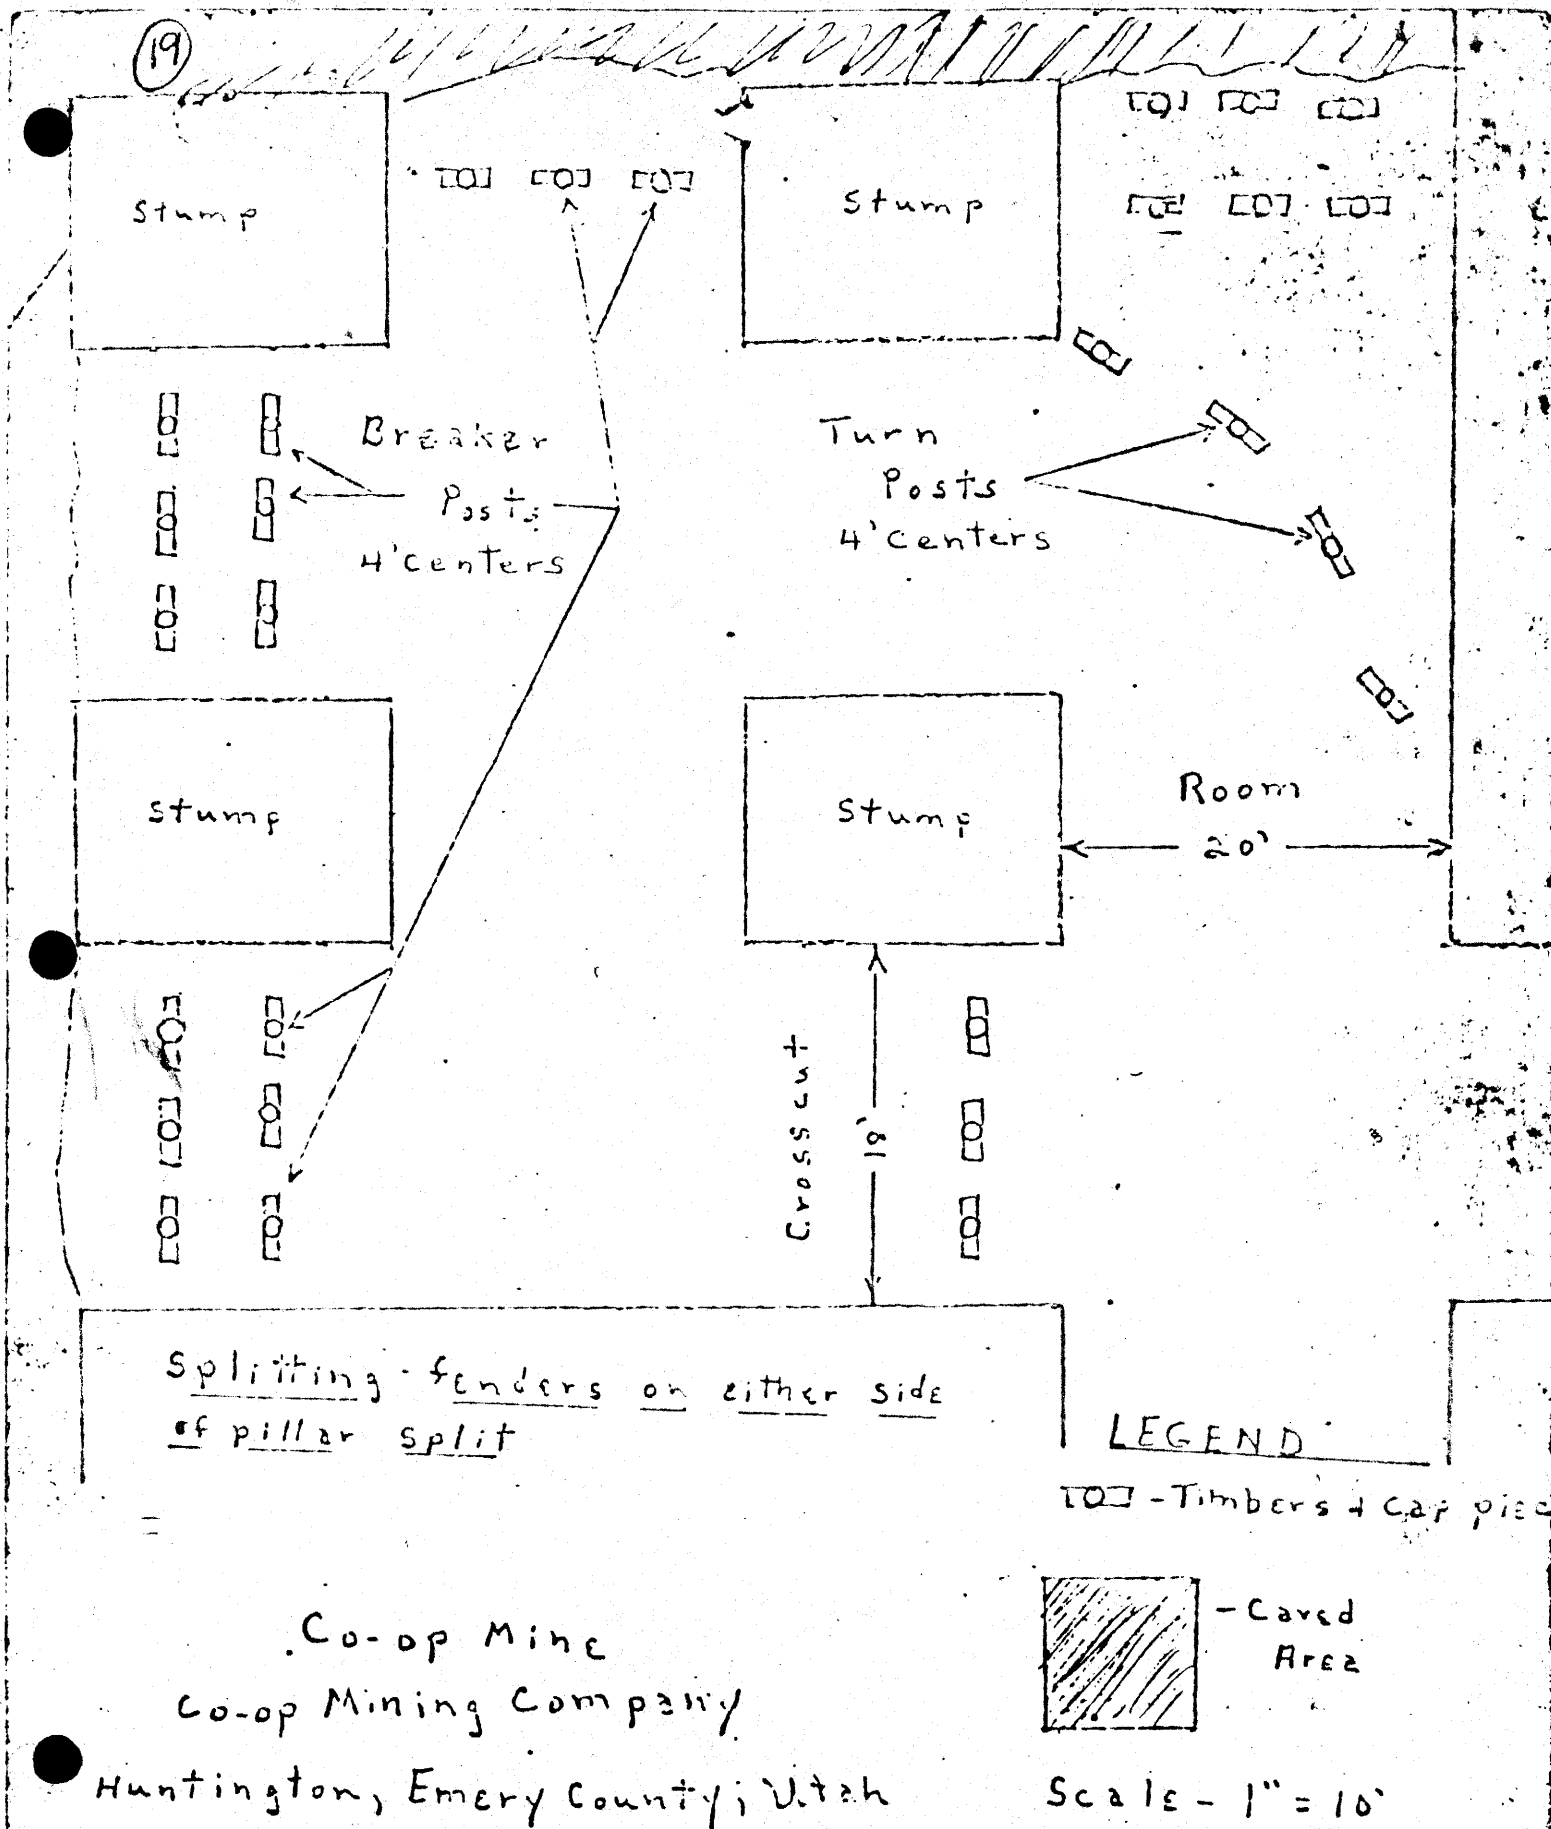 19
Stump
Stump
Breaker
Posts
4' Centers
Turn
Posts
4' Centers
Stump
Stump
Room
20'
Crosscut
18'
Splitting - fenders on either side
of pillar split
LEGEND
- Timbers + Cap piec
- Caved
Area
Co-op Mine
Co-op Mining Company
Huntington, Emery County, Utah
Scale - 1" = 10'